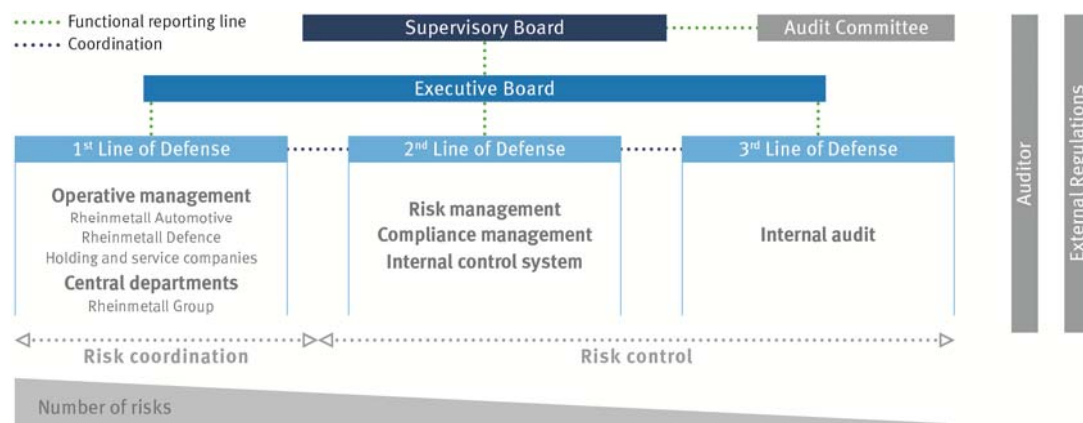 Functional reporting line
Coordination
Supervisory Board
Audit Committee
Executive Board
1st Line of Defense
2nd Line of Defense
3rd Line of Defense
Operative management
Rheinmetall Automotive
Rheinmetall Defence
Holding and service companies
Central departments
Rheinmetall Group
Risk management
Compliance management
Internal control system
Internal audit
Risk coordination
Risk control
Number of risks
Auditor
External Regulations